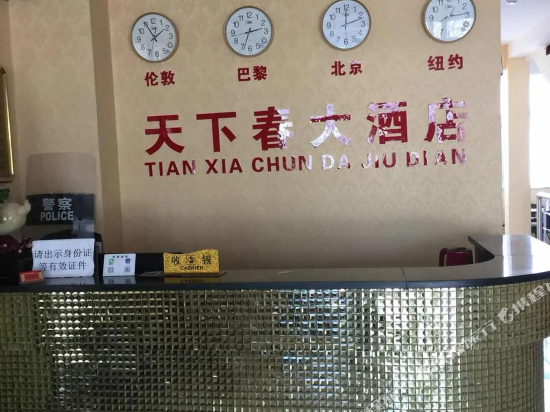 伦敦 巴黎 北京 纽约
天下春大酒店
TIAN XIA CHUN DA JIU DIAN
警察
POLICE
请出示身份证
等有效证件
收 银
CASHIER